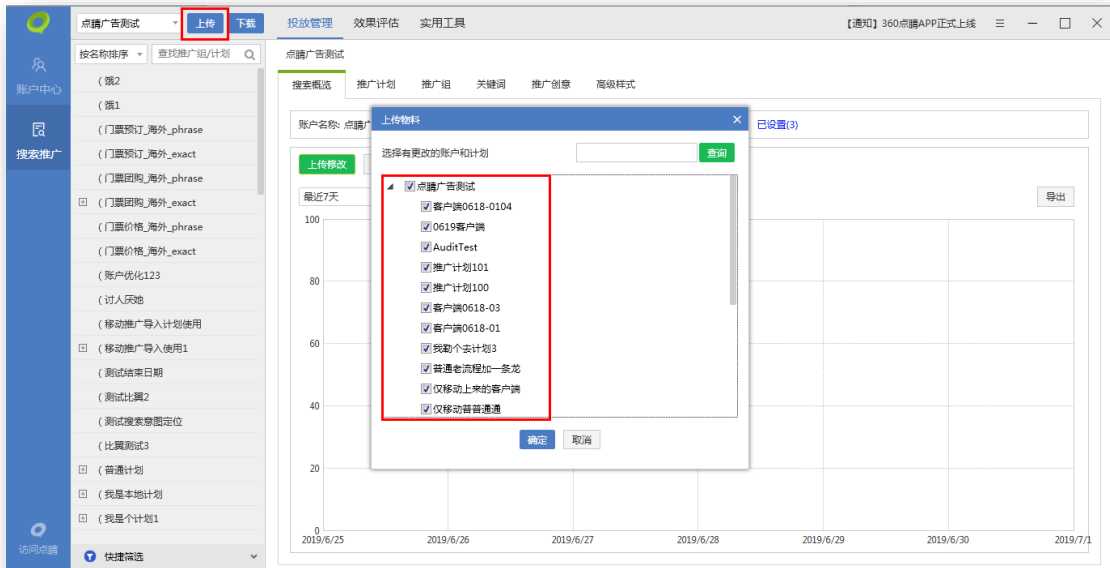 点睛广告测试
上传
下载
投放管理
效果评估
实用工具
【通知】360点睛APP正式上线
账户中心
搜索推广
访问点睛
按名称排序
查找推广组/计划
(饿2
(饿1
(门票预订_海外_phrase
(门票预订_海外_exact
(门票团购_海外_phrase
(门票团购_海外_exact
(门票价格_海外_phrase
(门票价格_海外_exact
(账户优化123
(讨人厌她
(移动推广导入计划使用
(移动推广导入使用1
(测试结束日期
(测试比翼2
(测试搜索意图定位
(比翼测试3
(普通计划
(我是本地计划
(我是个计划1
快捷筛选
点睛广告测试
搜索概览
推广计划
推广组
关键词
推广创意
高级样式
账户名称: 点睛广
已设置(3)
上传修改
最近7天
导出
上传物料
选择有更改的账户和计划
查询
点睛广告测试
客户端0618-0104
0619客户端
AuditTest
推广计划101
推广计划100
客户端0618-03
客户端0618-01
我勒个去计划3
普通老流程加一条龙
仅移动上来的客户端
仅移动普普通通
确定
取消
100
80
60
40
20
0
2019/6/25
2019/6/26
2019/6/27
2019/6/28
2019/6/29
2019/6/30
2019/7/1